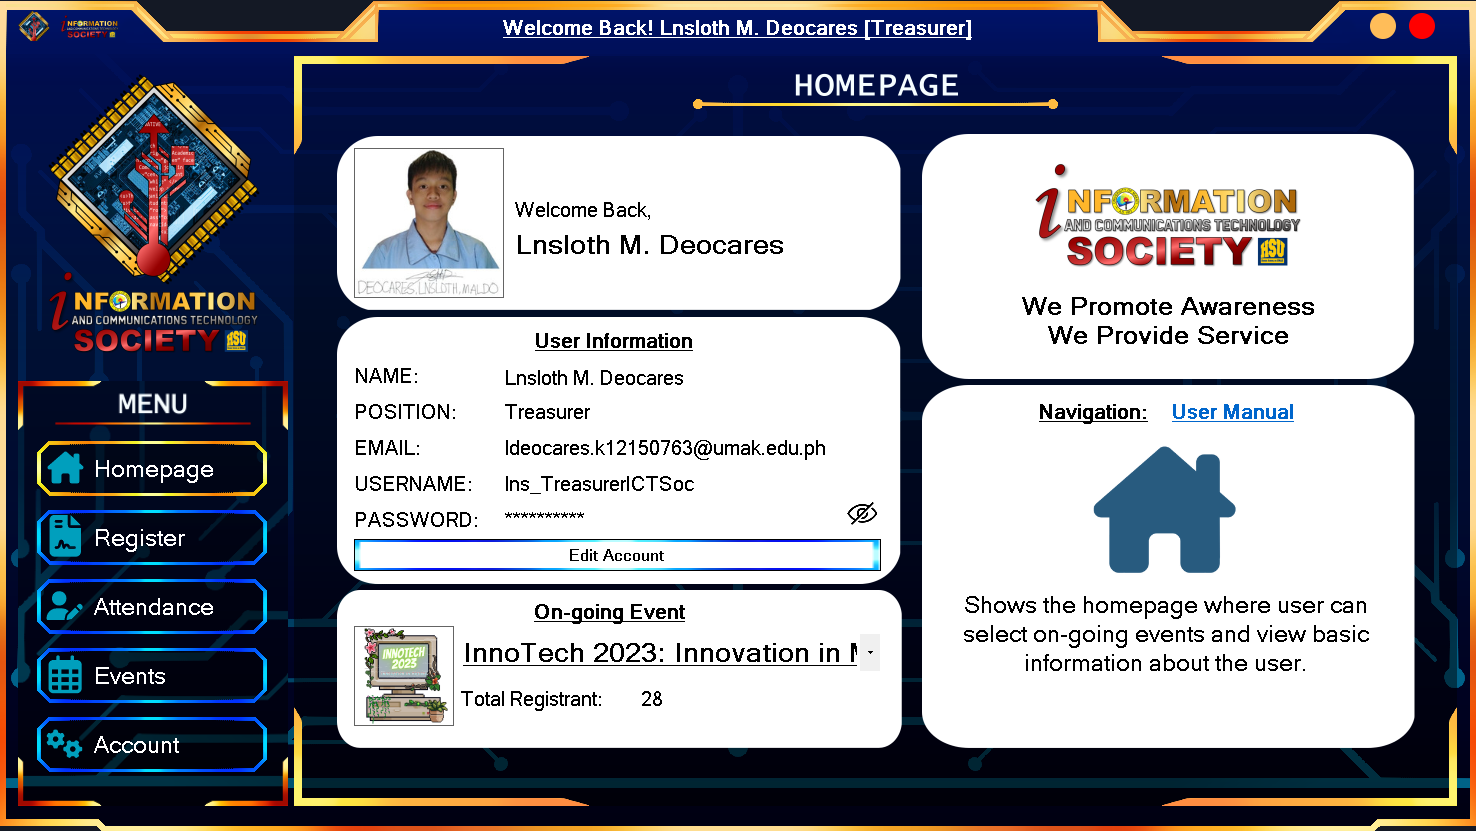 iNFORMATION
SOCIETY
Welcome Back! Lnsloth M. Deocares [Treasurer]
HOMEPAGE
iNFORMATION
AND COMMUNICATIONS TECHNOLOGY
SOCIETY HSU
MENU
Homepage
Register
Attendance
Events
Account
DEOCARES, LNSLOTH, MALDO
Welcome Back,
Lnsloth M. Deocares
User Information
NAME: Lnsloth M. Deocares
POSITION: Treasurer
EMAIL: ldeocares.k12150763@umak.edu.ph
USERNAME: lns_TreasurerICTSoc
PASSWORD: **********
Edit Account
On-going Event
INNOTECH
2023
InnoTech 2023: Innovation in
Total Registrant: 28
iNFORMATION
AND COMMUNICATIONS TECHNOLOGY
SOCIETY HSU
We Promote Awareness
We Provide Service
Navigation: User Manual
Shows the homepage where user can
select on-going events and view basic
information about the user.